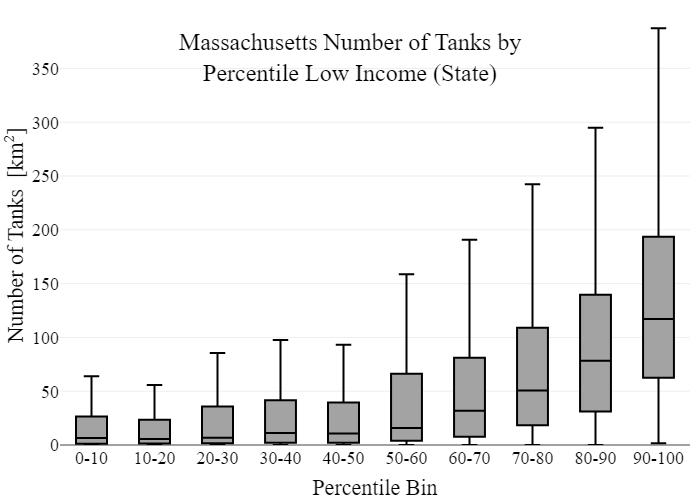 Massachusetts Number of Tanks by
Percentile Low Income (State)
Number of Tanks [km²]
350
300
250
200
150
100
50
0
0-10 10-20 20-30 30-40 40-50 50-60 60-70 70-80 80-90 90-100
Percentile Bin